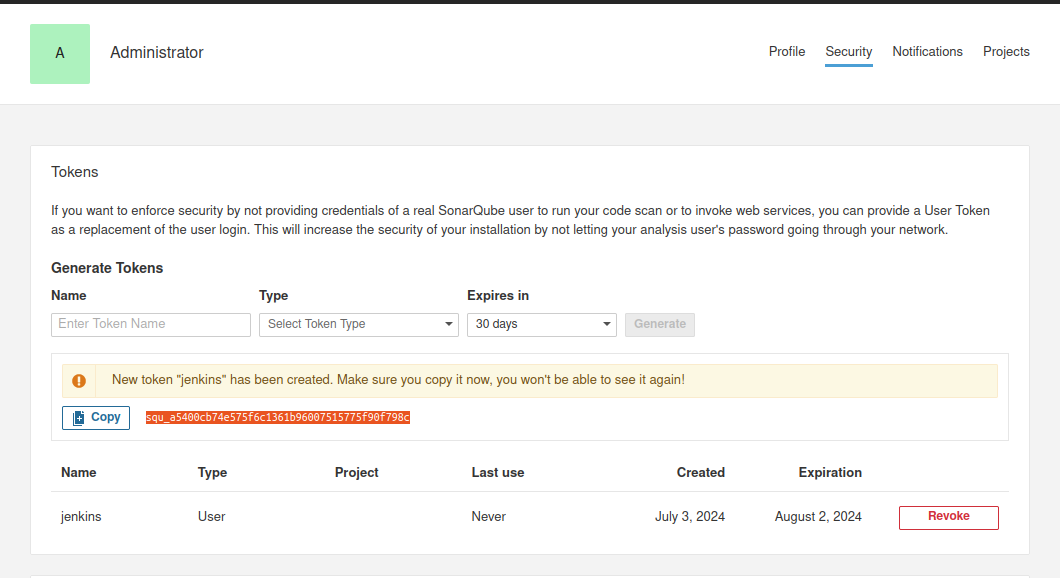 A
Administrator
Profile
Security
Notifications
Projects
Tokens
If you want to enforce security by not providing credentials of a real SonarQube user to run your code scan or to invoke web services, you can provide a User Token
as a replacement of the user login. This will increase the security of your installation by not letting your analysis user's password going through your network.
Generate Tokens
Name
Type
Expires in
Enter Token Name
Select Token Type
30 days
Generate
New token "jenkins" has been created. Make sure you copy it now, you won't be able to see it again!
Copy
squ_a5400cb74e575f6c1361b96007515775f90f798c
Name
Type
Project
Last use
Created
Expiration
jenkins
User
Never
July 3, 2024
August 2, 2024
Revoke